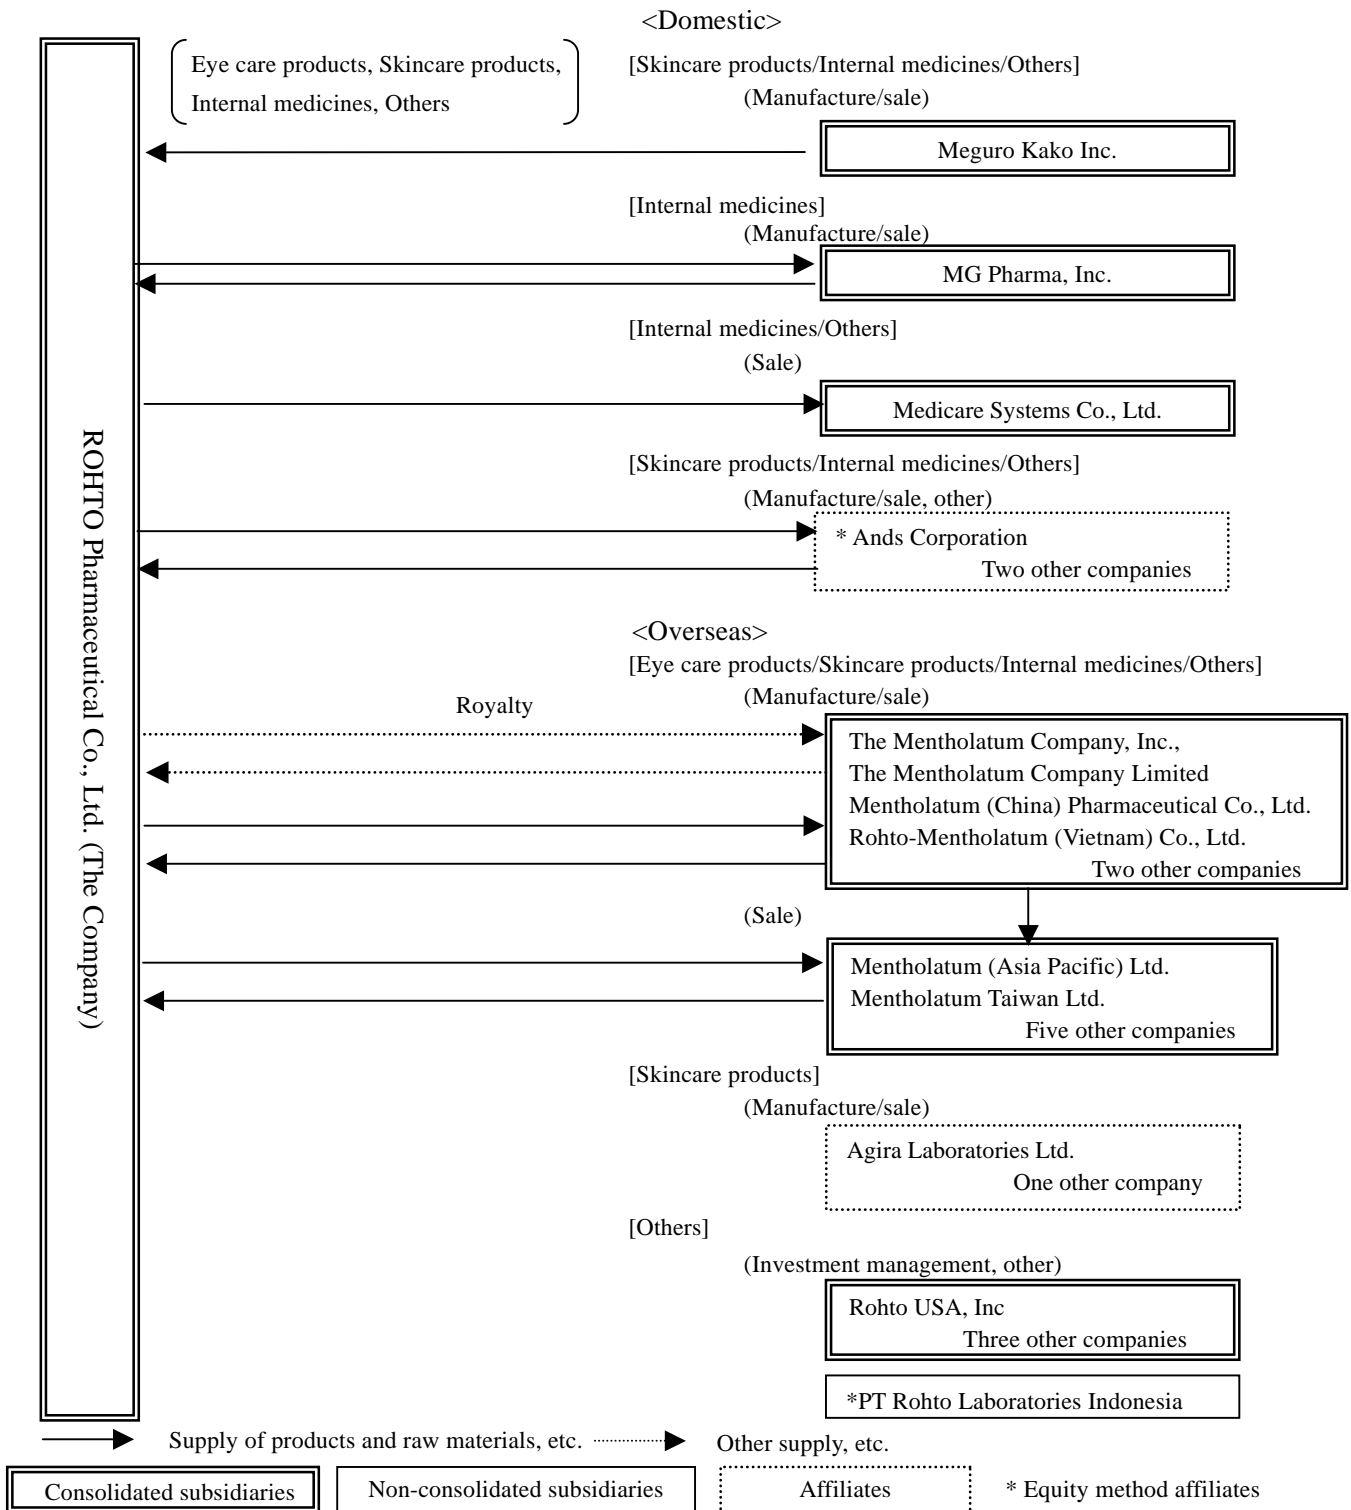 <Domestic>
Eye care products, Skincare products,
Internal medicines, Others
[Skincare products/Internal medicines/Others]
(Manufacture/sale)
Meguro Kako Inc.
[Internal medicines]
(Manufacture/sale)
MG Pharma, Inc.
[Internal medicines/Others]
(Sale)
Medicare Systems Co., Ltd.
ROHTO Pharmaceutical Co., Ltd. (The Company)
[Skincare products/Internal medicines/Others]
(Manufacture/sale, other)
* Ands Corporation
Two other companies
<Overseas>
[Eye care products/Skincare products/Internal medicines/Others]
(Manufacture/sale)
Royalty
The Mentholatum Company, Inc.,
The Mentholatum Company Limited
Mentholatum (China) Pharmaceutical Co., Ltd.
Rohto-Mentholatum (Vietnam) Co., Ltd.
Two other companies
(Sale)
Mentholatum (Asia Pacific) Ltd.
Mentholatum Taiwan Ltd.
Five other companies
[Skincare products]
(Manufacture/sale)
Agira Laboratories Ltd.
One other company
[Others]
(Investment management, other)
Rohto USA, Inc
Three other companies
*PT Rohto Laboratories Indonesia
Supply of products and raw materials, etc.
Other supply, etc.
Consolidated subsidiaries
Non-consolidated subsidiaries
Affiliates
* Equity method affiliates